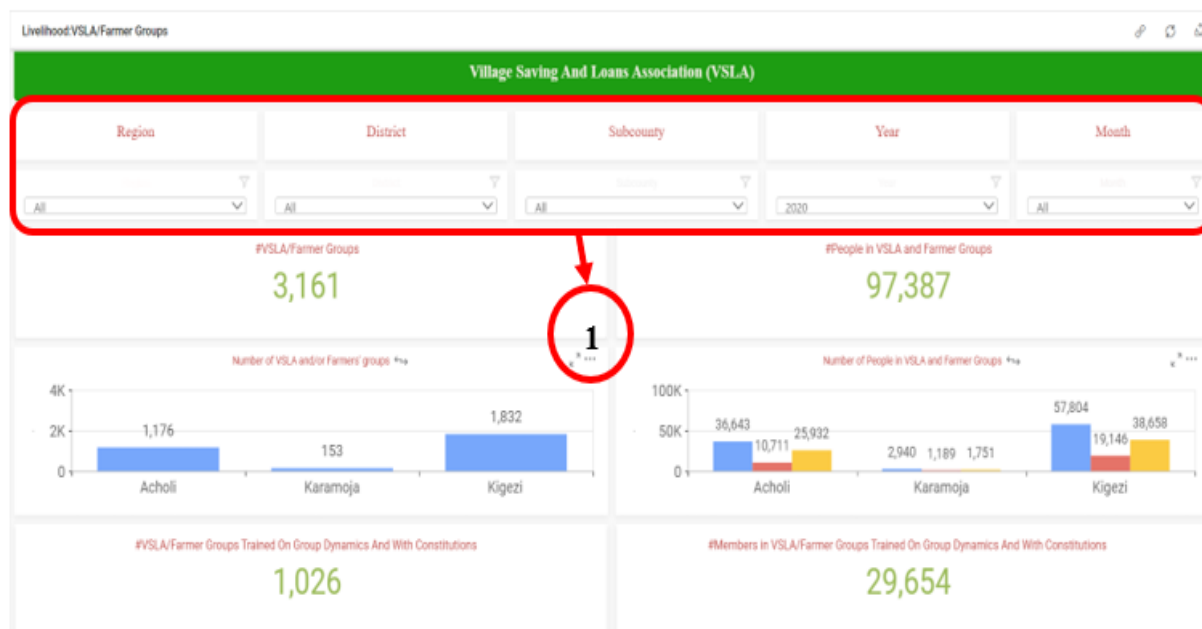 Livelihood:VSLA/Farmer Groups
Village Saving And Loans Association (VSLA)
Region District Subcounty Year Month
All All All 2020 All
#VSLA/Farmer Groups
3,161
#People in VSLA and Farmer Groups
97,387
1
Number of VSLA and/or Farmers' groups
4K
2K
0
1,176
153
1,832
Acholi Karamoja Kigezi
Number of People in VSLA and Farmer Groups
100K
50K
0
36,643 10,711 25,932
2,940 1,189 1,751
57,804 19,146 38,658
Acholi Karamoja Kigezi
#VSLA/Farmer Groups Trained On Group Dynamics And With Constitutions
1,026
#Members in VSLA/Farmer Groups Trained On Group Dynamics And With Constitutions
29,654